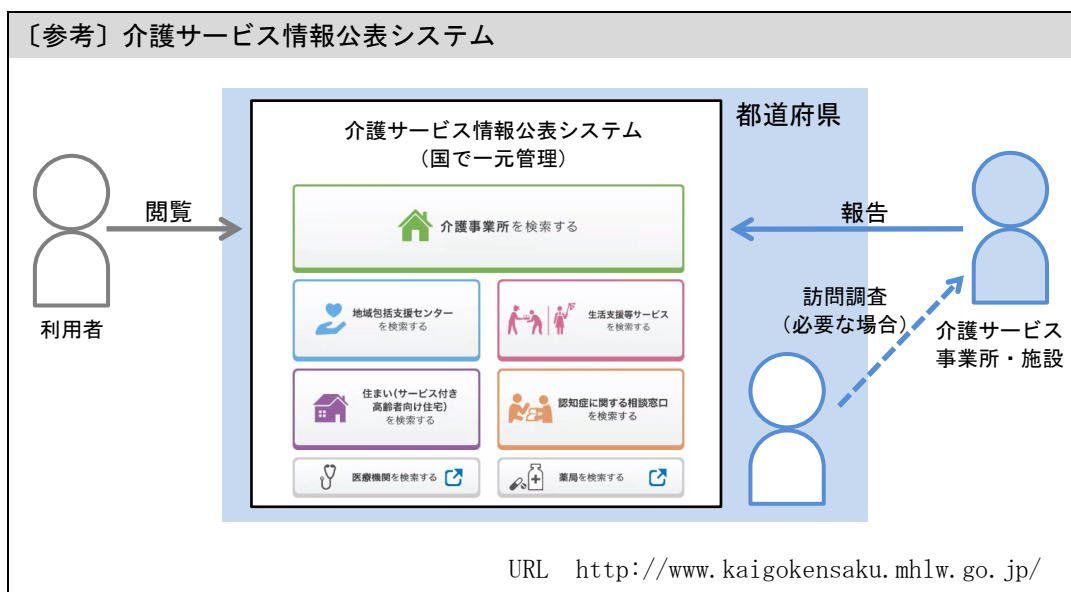 〔参考〕介護サービス情報公表システム
介護サービス情報公表システム
（国で一元管理）
都道府県
介護事業所を検索する
地域包括支援センター
を検索する
生活支援等サービス
を検索する
住まい(サービス付き
高齢者向け住宅)
を検索する
認知症に関する相談窓口
を検索する
医療機関を検索する
薬局を検索する
閲覧
利用者
報告
訪問調査
（必要な場合）
介護サービス
事業所・施設
URL　http://www.kaigokensaku.mhlw.go.jp/